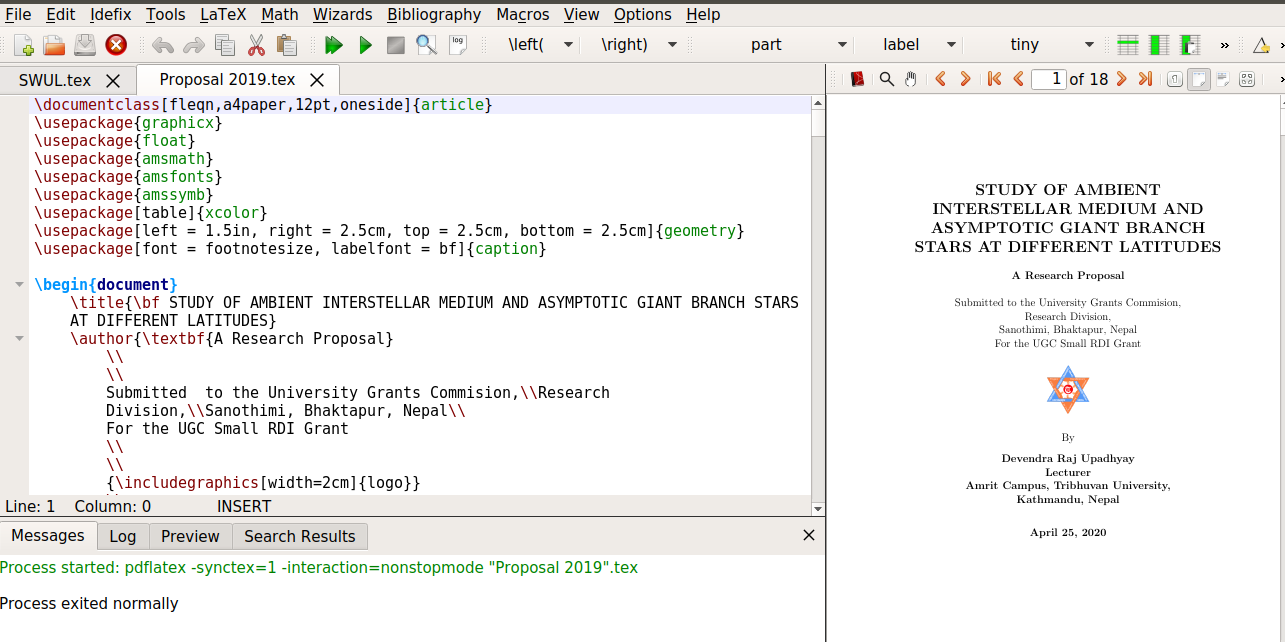 File Edit Idefix Tools LaTeX Math Wizards Bibliography Macros View Options Help
log \left( \right) part label tiny »
SWUL.tex Proposal 2019.tex
1 of 18
\documentclass[fleqn,a4paper,12pt,oneside]{article}
\usepackage{graphicx}
\usepackage{float}
\usepackage{amsmath}
\usepackage{amsfonts}
\usepackage{amssymb}
\usepackage[table]{xcolor}
\usepackage[left = 1.5in, right = 2.5cm, top = 2.5cm, bottom = 2.5cm]{geometry}
\usepackage[font = footnotesize, labelfont = bf]{caption}
\begin{document}
\title{\bf STUDY OF AMBIENT INTERSTELLAR MEDIUM AND ASYMPTOTIC GIANT BRANCH STARS
AT DIFFERENT LATITUDES}
\author{\textbf{A Research Proposal}
\\
\\
Submitted  to the University Grants Commision,\\Research
Division,\\Sanothimi, Bhaktapur, Nepal\\
For the UGC Small RDI Grant
\\
\\
{\includegraphics[width=2cm]{logo}}
Line: 1 Column: 0 INSERT
Messages Log Preview Search Results
Process started: pdflatex -synctex=1 -interaction=nonstopmode "Proposal 2019".tex
Process exited normally
STUDY OF AMBIENT
INTERSTELLAR MEDIUM AND
ASYMPTOTIC GIANT BRANCH
STARS AT DIFFERENT LATITUDES
A Research Proposal
Submitted to the University Grants Commision,
Research Division,
Sanothimi, Bhaktapur, Nepal
For the UGC Small RDI Grant
By
Devendra Raj Upadhyay
Lecturer
Amrit Campus, Tribhuvan University,
Kathmandu, Nepal
April 25, 2020